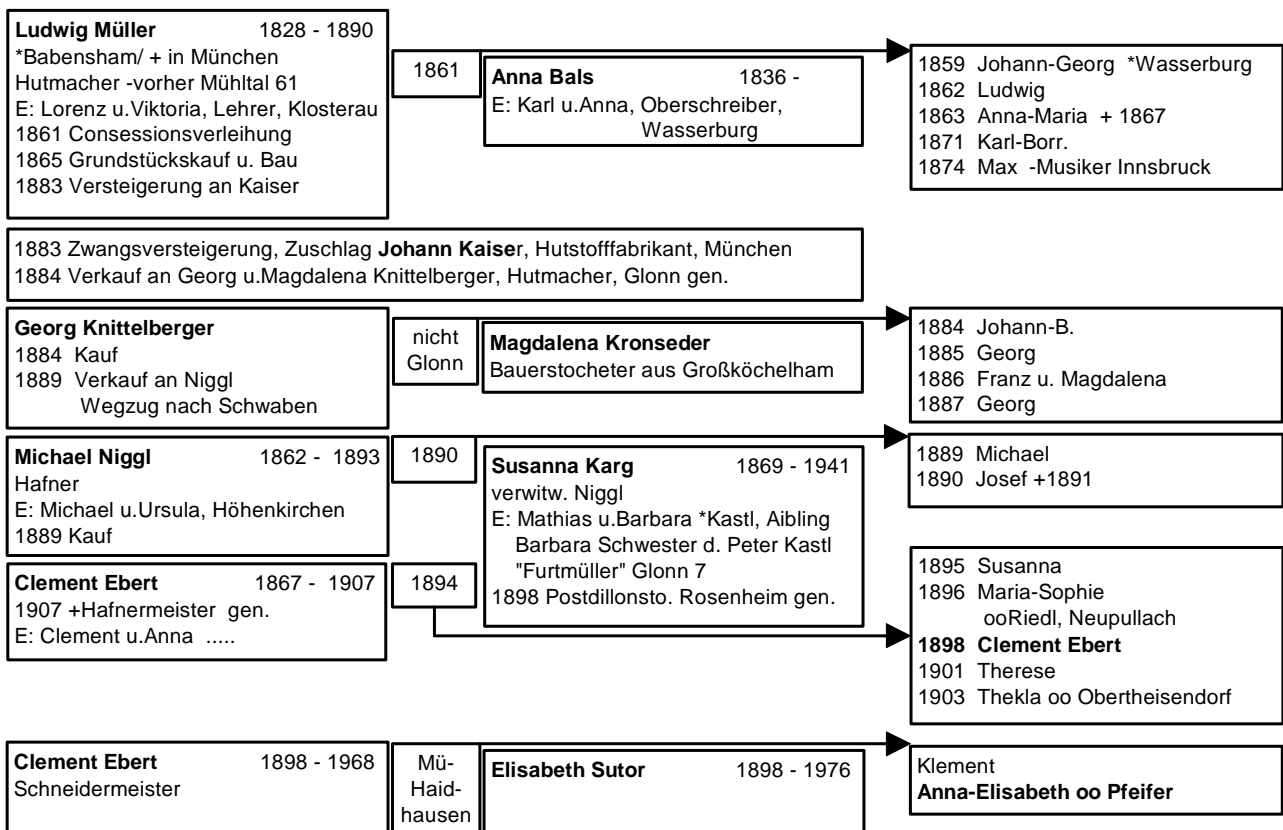 Ludwig Müller 1828 - 1890
*Babensham/ + in München
Hutmacher -vorher Mühltal 61
E: Lorenz u.Viktoria, Lehrer, Klosterau
1861 Consessionsverleihung
1865 Grundstückskauf u. Bau
1883 Versteigerung an Kaiser
1861
Anna Bals 1836 -
E: Karl u.Anna, Oberschreiber,
Wasserburg
1859 Johann-Georg *Wasserburg
1862 Ludwig
1863 Anna-Maria + 1867
1871 Karl-Borr.
1874 Max -Musiker Innsbruck
1883 Zwangsversteigerung, Zuschlag Johann Kaiser, Hutstofffabrikant, München
1884 Verkauf an Georg u.Magdalena Knittelberger, Hutmacher, Glonn gen.
Georg Knittelberger
1884 Kauf
1889 Verkauf an Niggl
Wegzug nach Schwaben
nicht
Glonn
Magdalena Kronseder
Bauerstocheter aus Großköchelham
1884 Johann-B.
1885 Georg
1886 Franz u. Magdalena
1887 Georg
Michael Niggl 1862 - 1893
Hafner
E: Michael u.Ursula, Höhenkirchen
1889 Kauf
1890
Susanna Karg 1869 - 1941
verwitw. Niggl
E: Mathias u.Barbara *Kastl, Aibling
Barbara Schwester d. Peter Kastl
"Furtmüller" Glonn 7
1898 Postdillonsto. Rosenheim gen.
1889 Michael
1890 Josef +1891
Clement Ebert 1867 - 1907
1907 +Hafnermeister gen.
E: Clement u.Anna .....
1894
1895 Susanna
1896 Maria-Sophie
ooRiedl, Neupullach
1898 Clement Ebert
1901 Therese
1903 Thekla oo Obertheisendorf
Clement Ebert 1898 - 1968
Schneidermeister
Mü-
Haid-
hausen
Elisabeth Sutor 1898 - 1976
Klement
Anna-Elisabeth oo Pfeifer